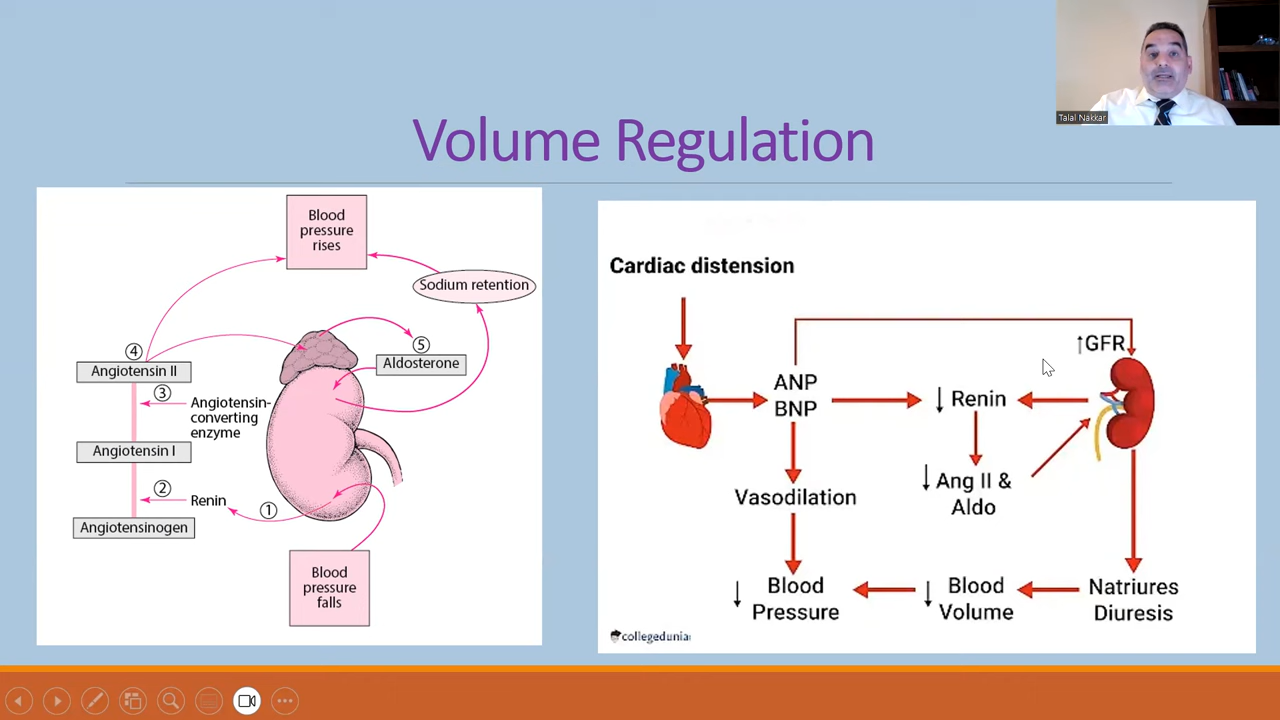 Talal Nakkar
Volume Regulation
Blood
pressure
rises
Sodium retention
④
Angiotensin II
⑤
Aldosterone
③
Angiotensin-
converting
enzyme
Angiotensin I
②
Renin
①
Angiotensinogen
Blood
pressure
falls
Cardiac distension
↑GFR
ANP
BNP
↓ Renin
↓ Ang II &
Aldo
Vasodilation
↓ Blood
Pressure
↓ Blood
Volume
Natriures
Diuresis
collegedunia